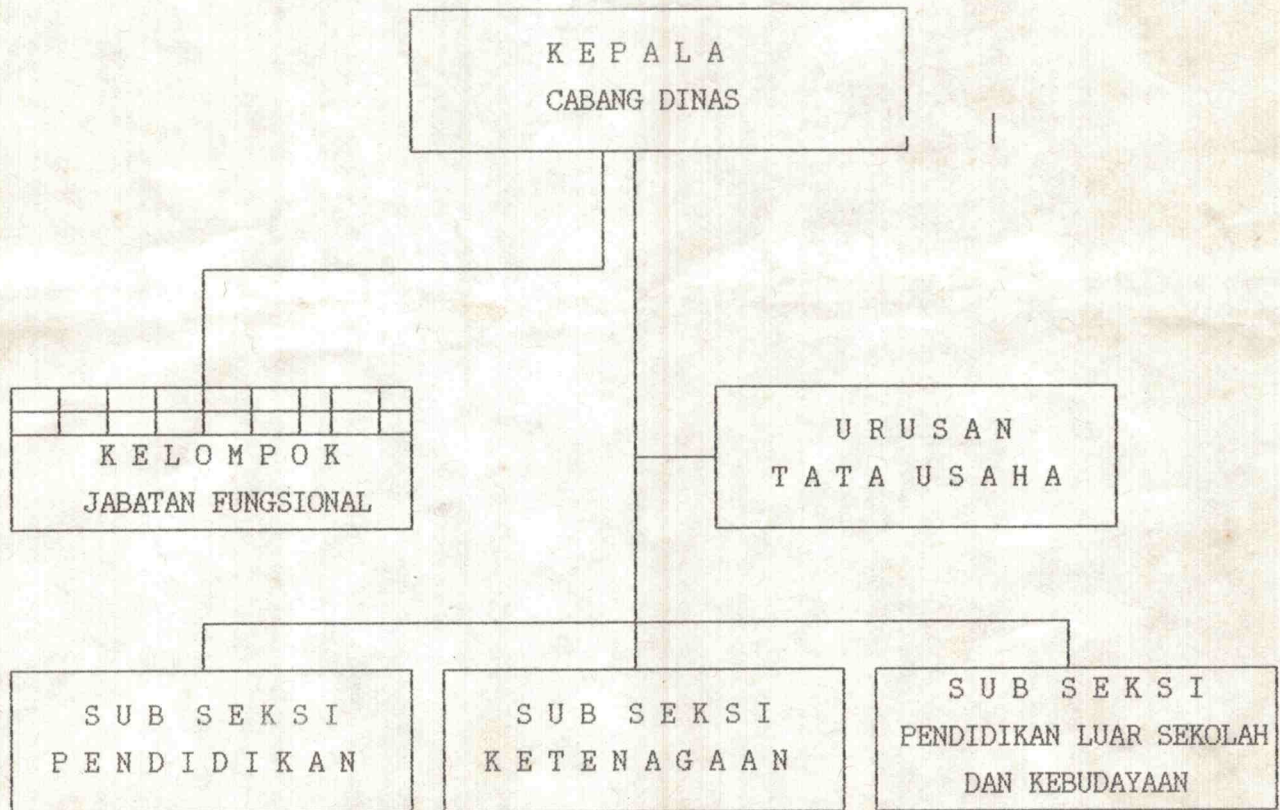 K E P A L A
CABANG DINAS
K E L O M P O K
JABATAN FUNGSIONAL
U R U S A N
T A T A U S A H A
S U B S E K S I
P E N D I D I K A N
S U B S E K S I
K E T E N A G A A N
S U B S E K S I
PENDIDIKAN LUAR SEKOLAH
DAN KEBUDAYAAN